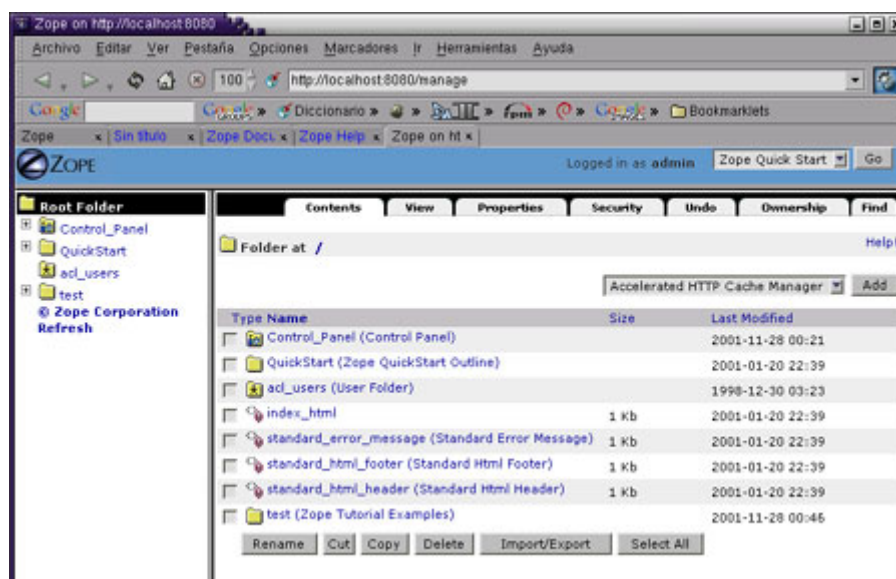 Zope on http://localhost:8080
Archivo Editar Ver Pestaña Opciones Marcadores Ir Herramientas Ayuda
100 http://localhost:8080/manage
Google Google » Diccionario » » » fpm » » Google » Bookmarklets
Zope x Sin título x Zope Docu x Zope Help x Zope on ht x
ZOPE Logged in as admin Zope Quick Start Go
Root Folder
Control_Panel
QuickStart
acl_users
test
© Zope Corporation
Refresh
Contents View Properties Security Undo Ownership Find
Folder at / Help!
Accelerated HTTP Cache Manager Add
Type Name Size Last Modified
Control_Panel (Control Panel) 2001-11-28 00:21
QuickStart (Zope QuickStart Outline) 2001-01-20 22:39
acl_users (User Folder) 1998-12-30 03:23
index_html 1 Kb 2001-01-20 22:39
standard_error_message (Standard Error Message) 1 Kb 2001-01-20 22:39
standard_html_footer (Standard Html Footer) 1 Kb 2001-01-20 22:39
standard_html_header (Standard Html Header) 1 Kb 2001-01-20 22:39
test (Zope Tutorial Examples) 2001-11-28 00:46
Rename Cut Copy Delete Import/Export Select All